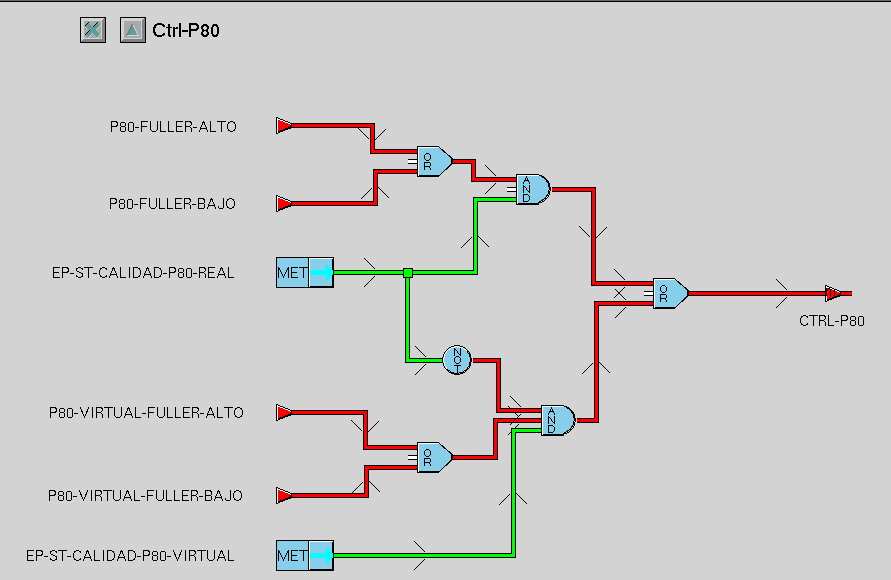 Ctrl-P80
P80-FULLER-ALTO
OR
AND
P80-FULLER-BAJO
EP-ST-CALIDAD-P80-REAL
MET
OR
CTRL-P80
NOT
P80-VIRTUAL-FULLER-ALTO
AND
OR
P80-VIRTUAL-FULLER-BAJO
EP-ST-CALIDAD-P80-VIRTUAL
MET